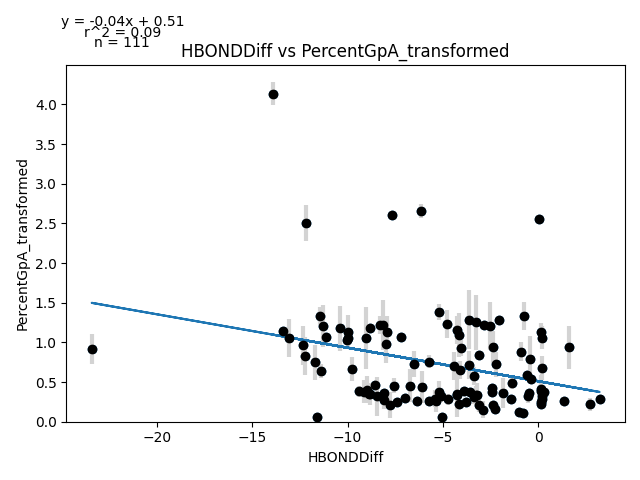 y = -0.04x + 0.51
r^2 = 0.09
n = 111
HBONDDiff vs PercentGpA_transformed
PercentGpA_transformed
4.0
3.5
3.0
2.5
2.0
1.5
1.0
0.5
0.0
−20
−15
−10
−5
0
HBONDDiff